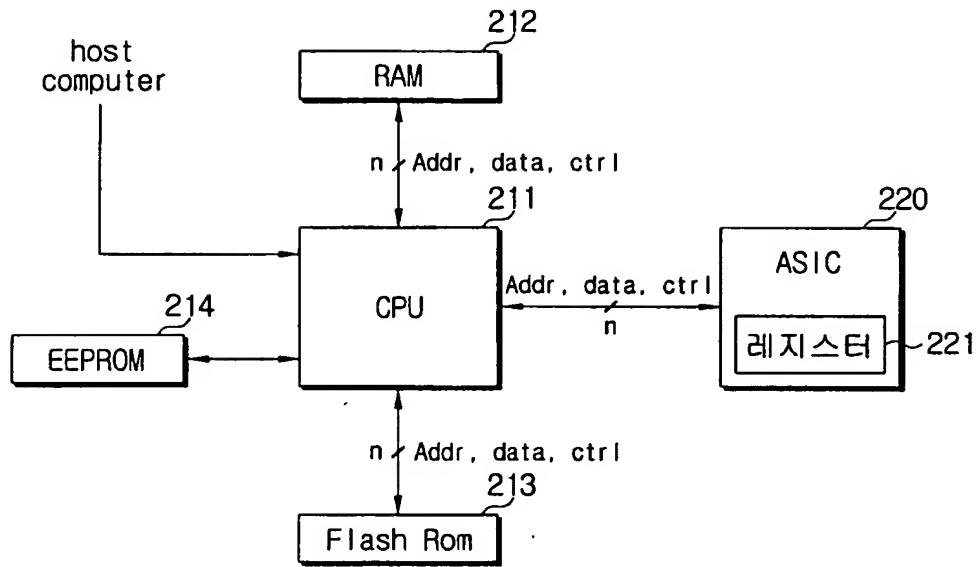 212
host
computer
RAM
n Addr, data, ctrl
211
220
ASIC
CPU
Addr, data, ctrl
n
214
EEPROM
레지스터
221
n Addr, data, ctrl
213
Flash Rom